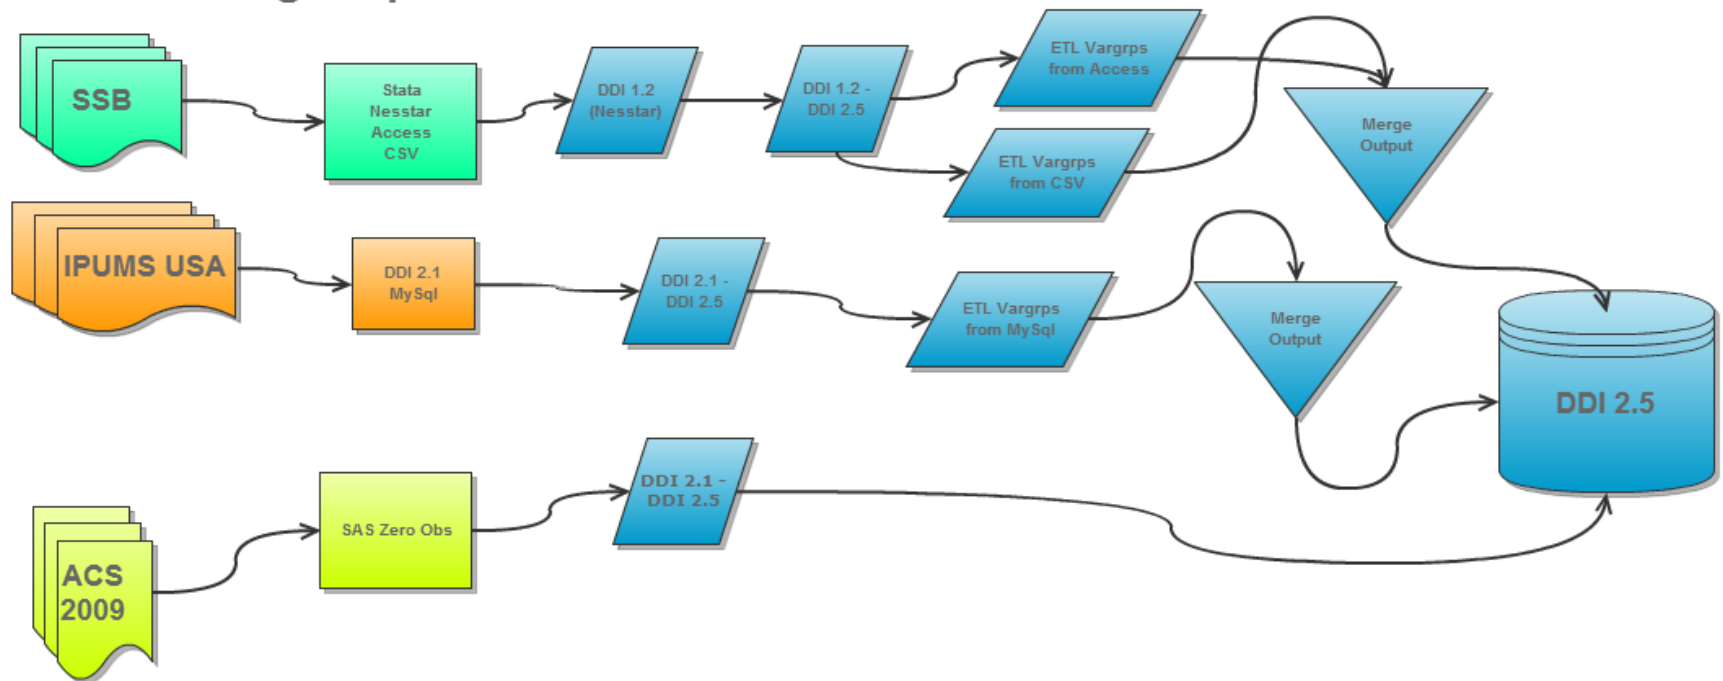 SSB
Stata
Nesstar
Access
CSV
DDI 1.2
(Nesstar)
DDI 1.2 -
DDI 2.5
ETL Vargrps
from Access
ETL Vargrps
from CSV
Merge
Output
IPUMS USA
DDI 2.1
MySql
DDI 2.1 -
DDI 2.5
ETL Vargrps
from MySql
Merge
Output
DDI 2.5
ACS
2009
SAS Zero Obs
DDI 2.1 -
DDI 2.5